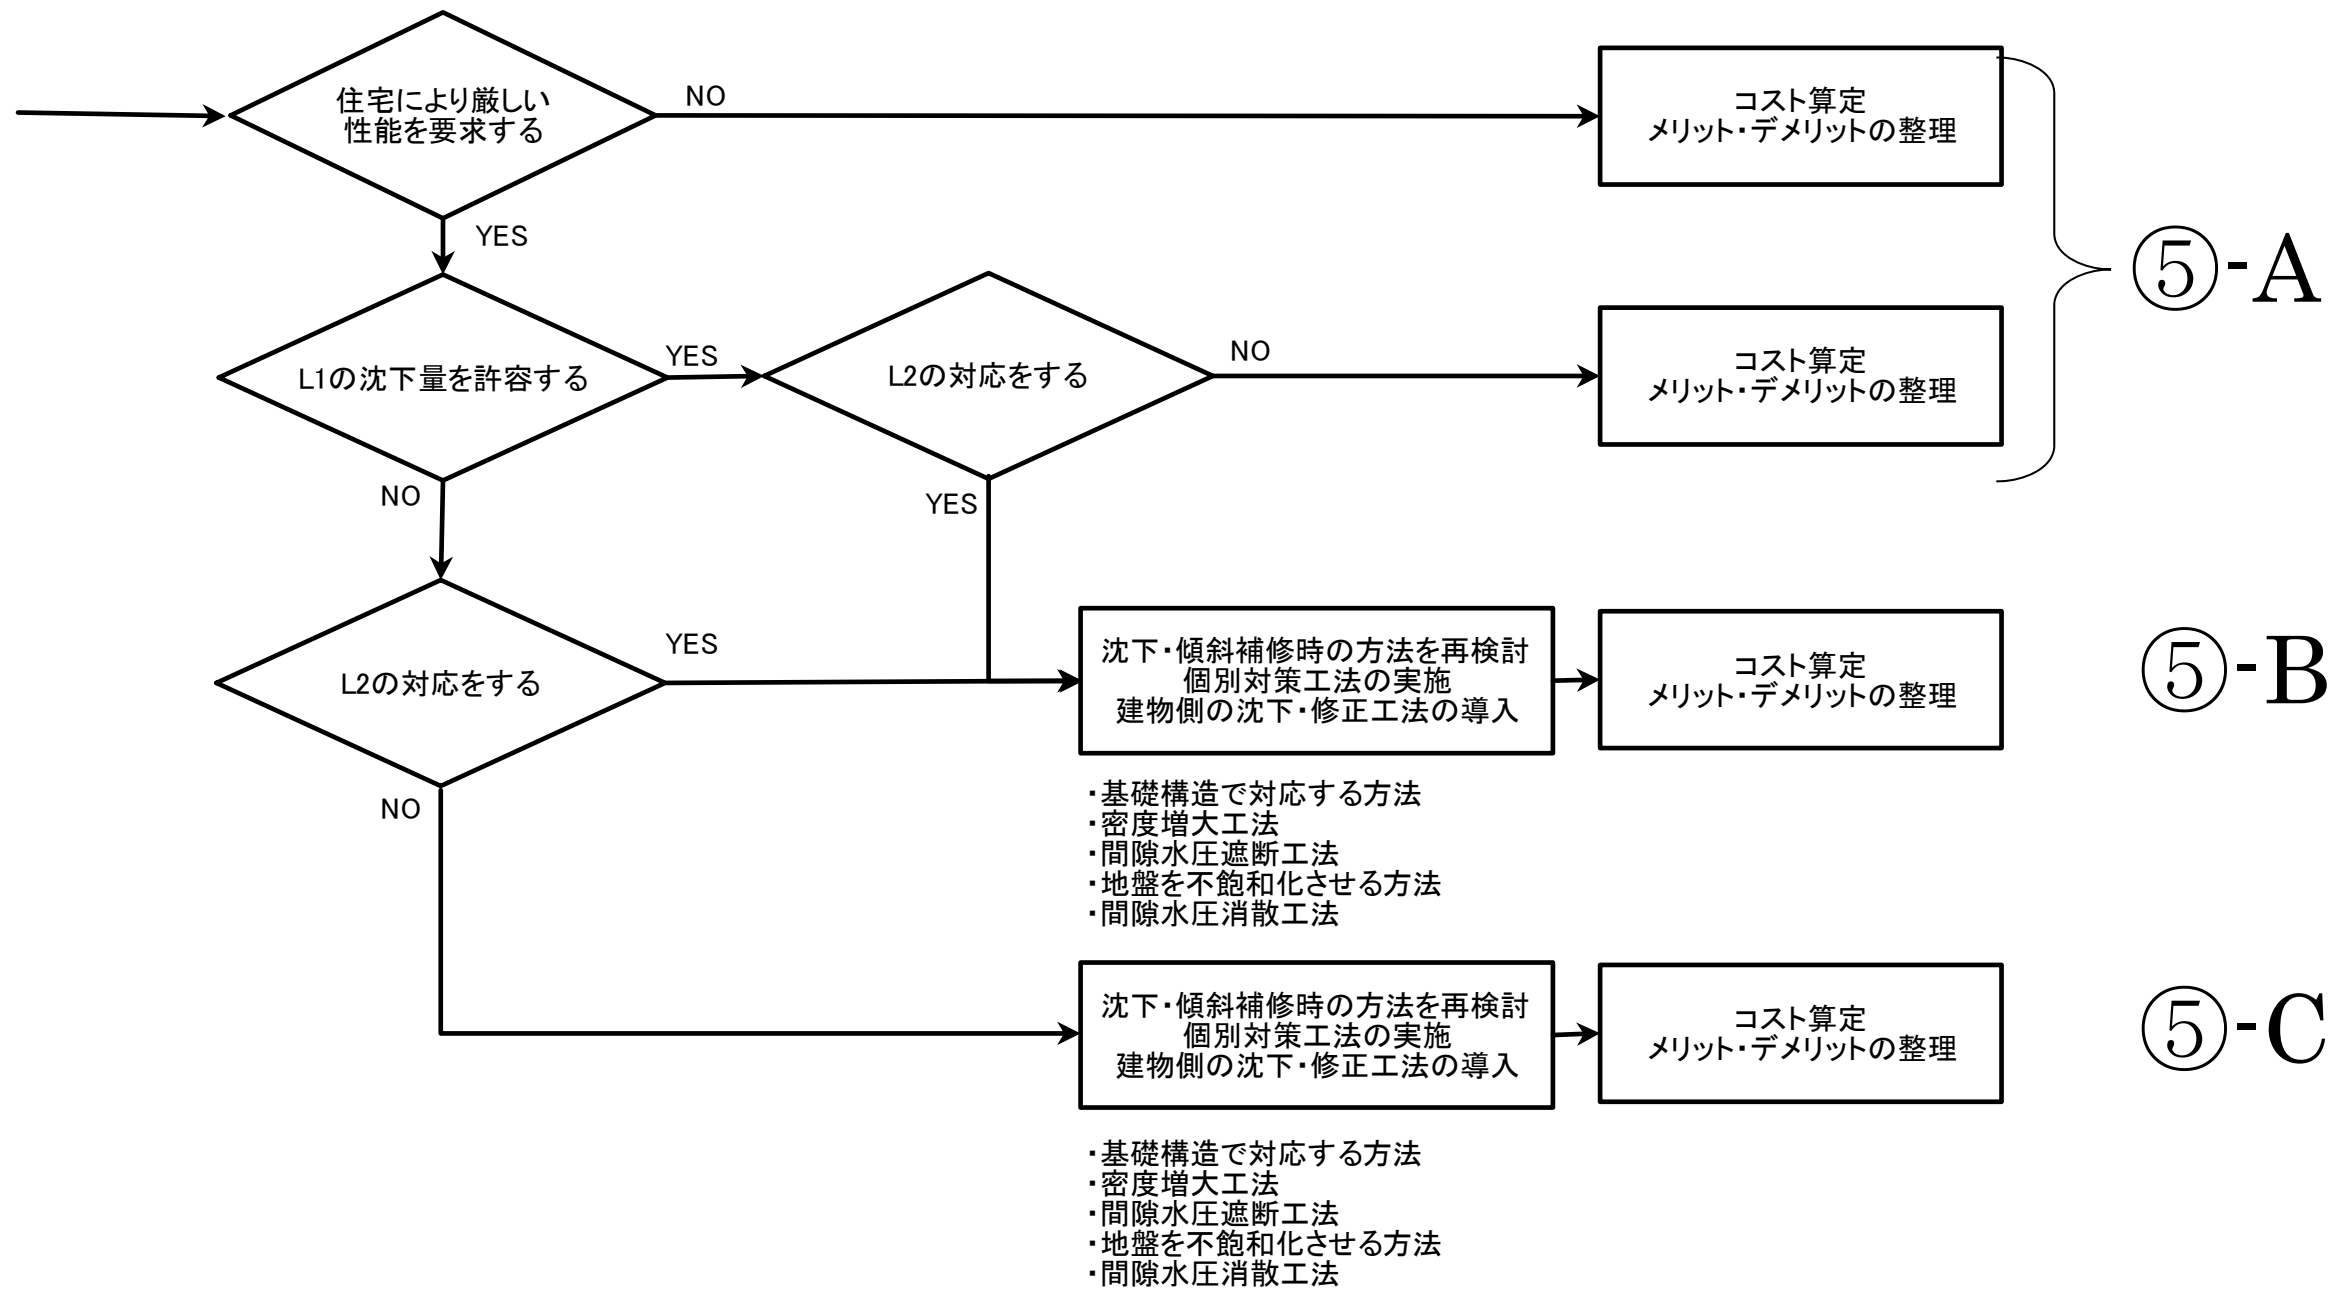 住宅により厳しい
性能を要求する
NO
コスト算定
メリット・デメリットの整理
YES
⑤-A
L1の沈下量を許容する
YES
L2の対応をする
NO
コスト算定
メリット・デメリットの整理
NO
YES
L2の対応をする
YES
沈下・傾斜補修時の方法を再検討
個別対策工法の実施
建物側の沈下・修正工法の導入
コスト算定
メリット・デメリットの整理
⑤-B
NO
・基礎構造で対応する方法
・密度増大工法
・間隙水圧遮断工法
・地盤を不飽和化させる方法
・間隙水圧消散工法
沈下・傾斜補修時の方法を再検討
個別対策工法の実施
建物側の沈下・修正工法の導入
コスト算定
メリット・デメリットの整理
⑤-C
・基礎構造で対応する方法
・密度増大工法
・間隙水圧遮断工法
・地盤を不飽和化させる方法
・間隙水圧消散工法